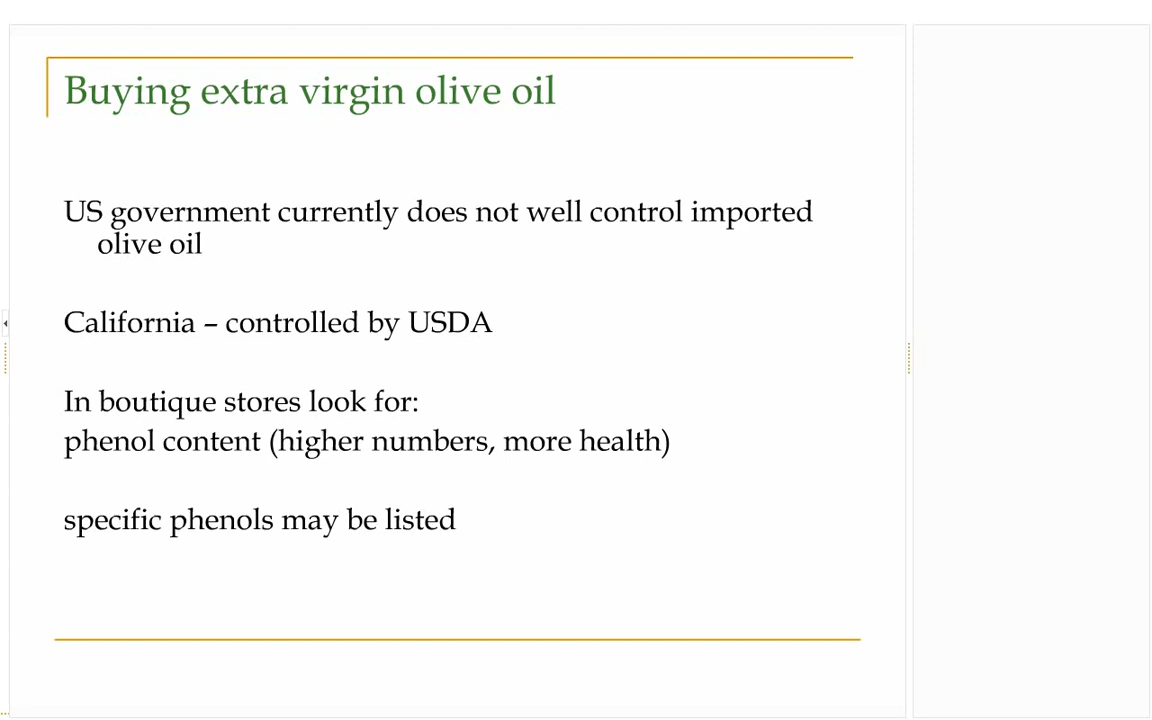 Buying extra virgin olive oil
US government currently does not well control imported
olive oil
California – controlled by USDA
In boutique stores look for:
phenol content (higher numbers, more health)
specific phenols may be listed